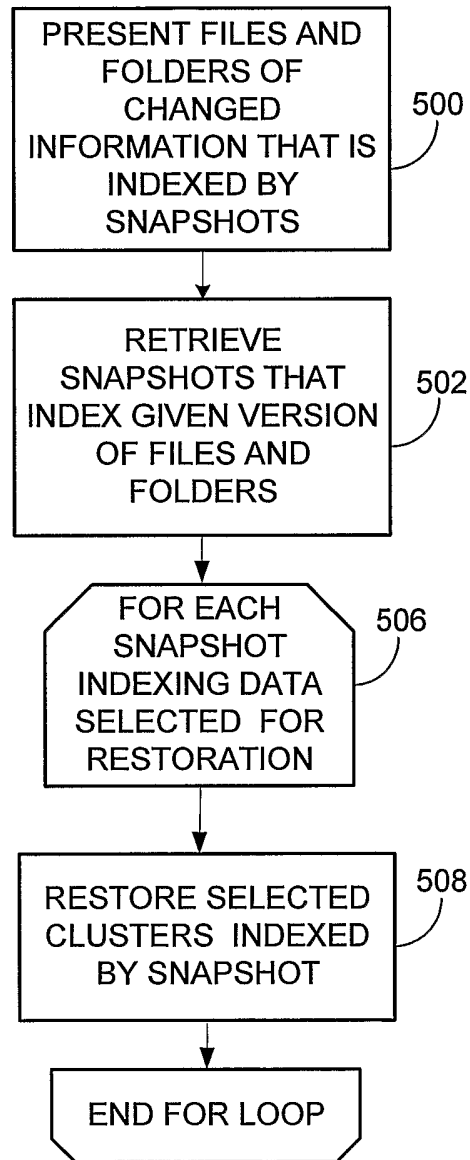 PRESENT FILES AND
FOLDERS OF
CHANGED
INFORMATION THAT IS
INDEXED BY
SNAPSHOTS
500
RETRIEVE
SNAPSHOTS THAT
INDEX GIVEN VERSION
OF FILES AND
FOLDERS
502
FOR EACH
SNAPSHOT
INDEXING DATA
SELECTED FOR
RESTORATION
506
RESTORE SELECTED
CLUSTERS INDEXED
BY SNAPSHOT
508
END FOR LOOP